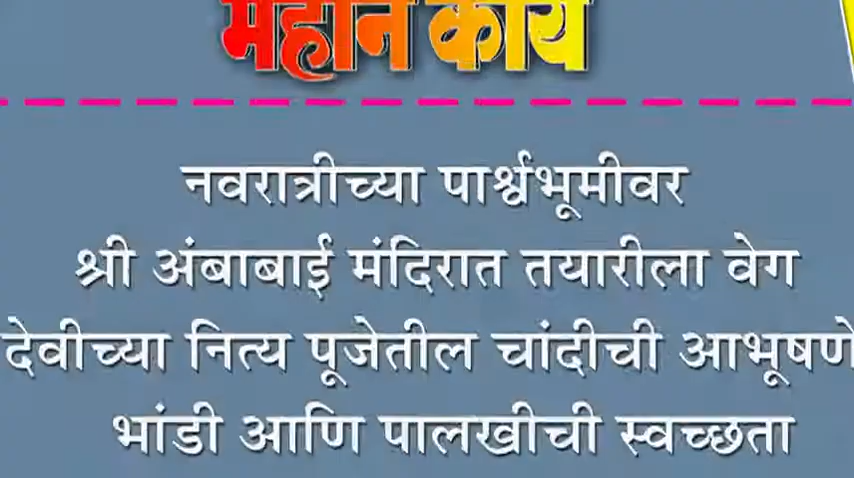 महान कार्य
नवरात्रीच्या पार्श्वभूमीवर
श्री अंबाबाई मंदिरात तयारीला वेग
देवीच्या नित्य पूजेतील चांदीची आभूषणे
भांडी आणि पालखीची स्वच्छता